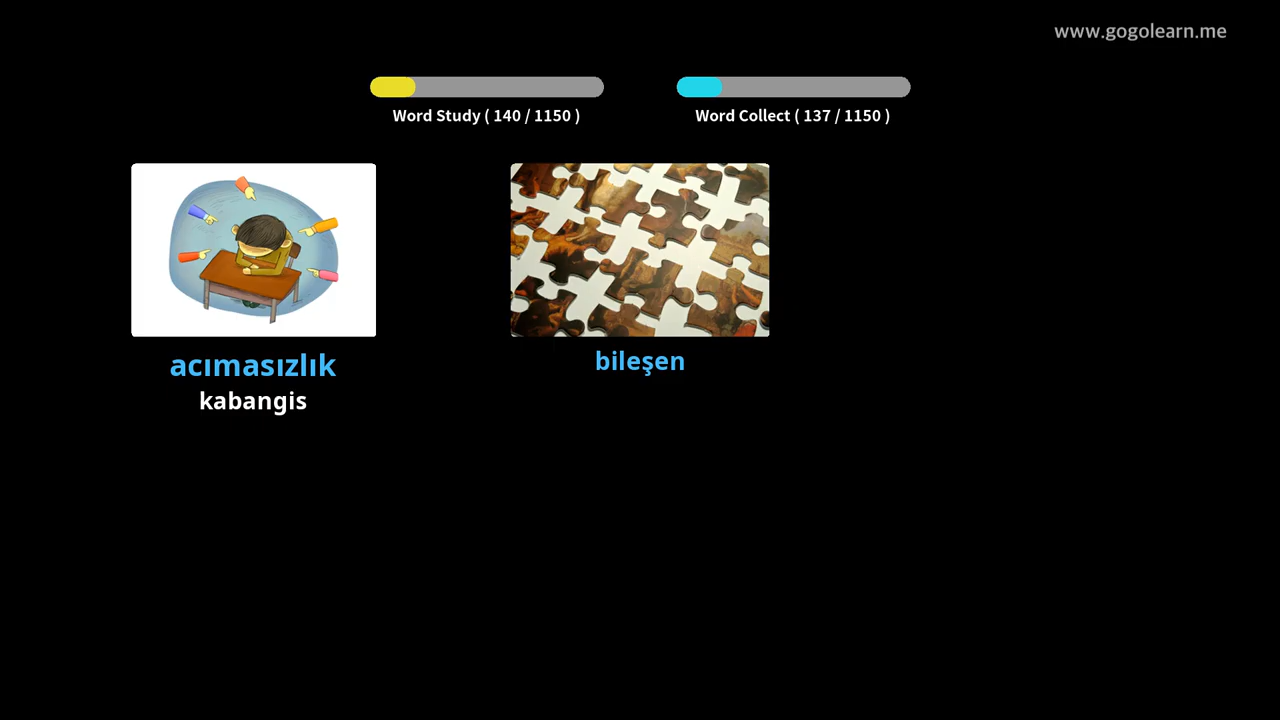 www.gogolearn.me
Word Study ( 140 / 1150 )
Word Collect ( 137 / 1150 )
acımasızlık
kabangis
bileşen